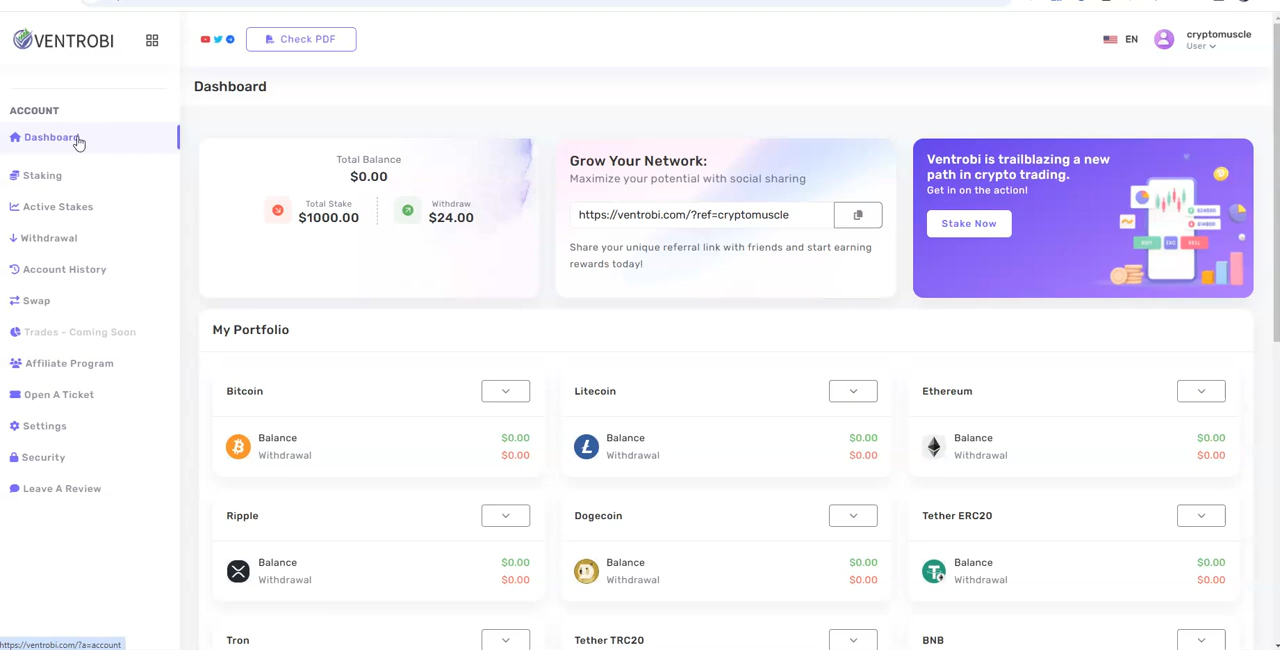 VENTROBI
Check PDF
EN
cryptomuscle
User
Dashboard
ACCOUNT
Dashboard
Staking
Active Stakes
Withdrawal
Account History
Swap
Trades - Coming Soon
Affiliate Program
Open A Ticket
Settings
Security
Leave A Review
Total Balance
$0.00
Total Stake
$1000.00
Withdraw
$24.00
Grow Your Network:
Maximize your potential with social sharing
https://ventrobi.com/?ref=cryptomuscle
Share your unique referral link with friends and start earning
rewards today!
Ventrobi is trailblazing a new
path in crypto trading.
Get in on the action!
Stake Now
My Portfolio
Bitcoin
Balance $0.00
Withdrawal $0.00
Litecoin
Balance $0.00
Withdrawal $0.00
Ethereum
Balance $0.00
Withdrawal $0.00
Ripple
Balance $0.00
Withdrawal $0.00
Dogecoin
Balance $0.00
Withdrawal $0.00
Tether ERC20
Balance $0.00
Withdrawal $0.00
Tron
Tether TRC20
BNB
https://ventrobi.com/?a=account